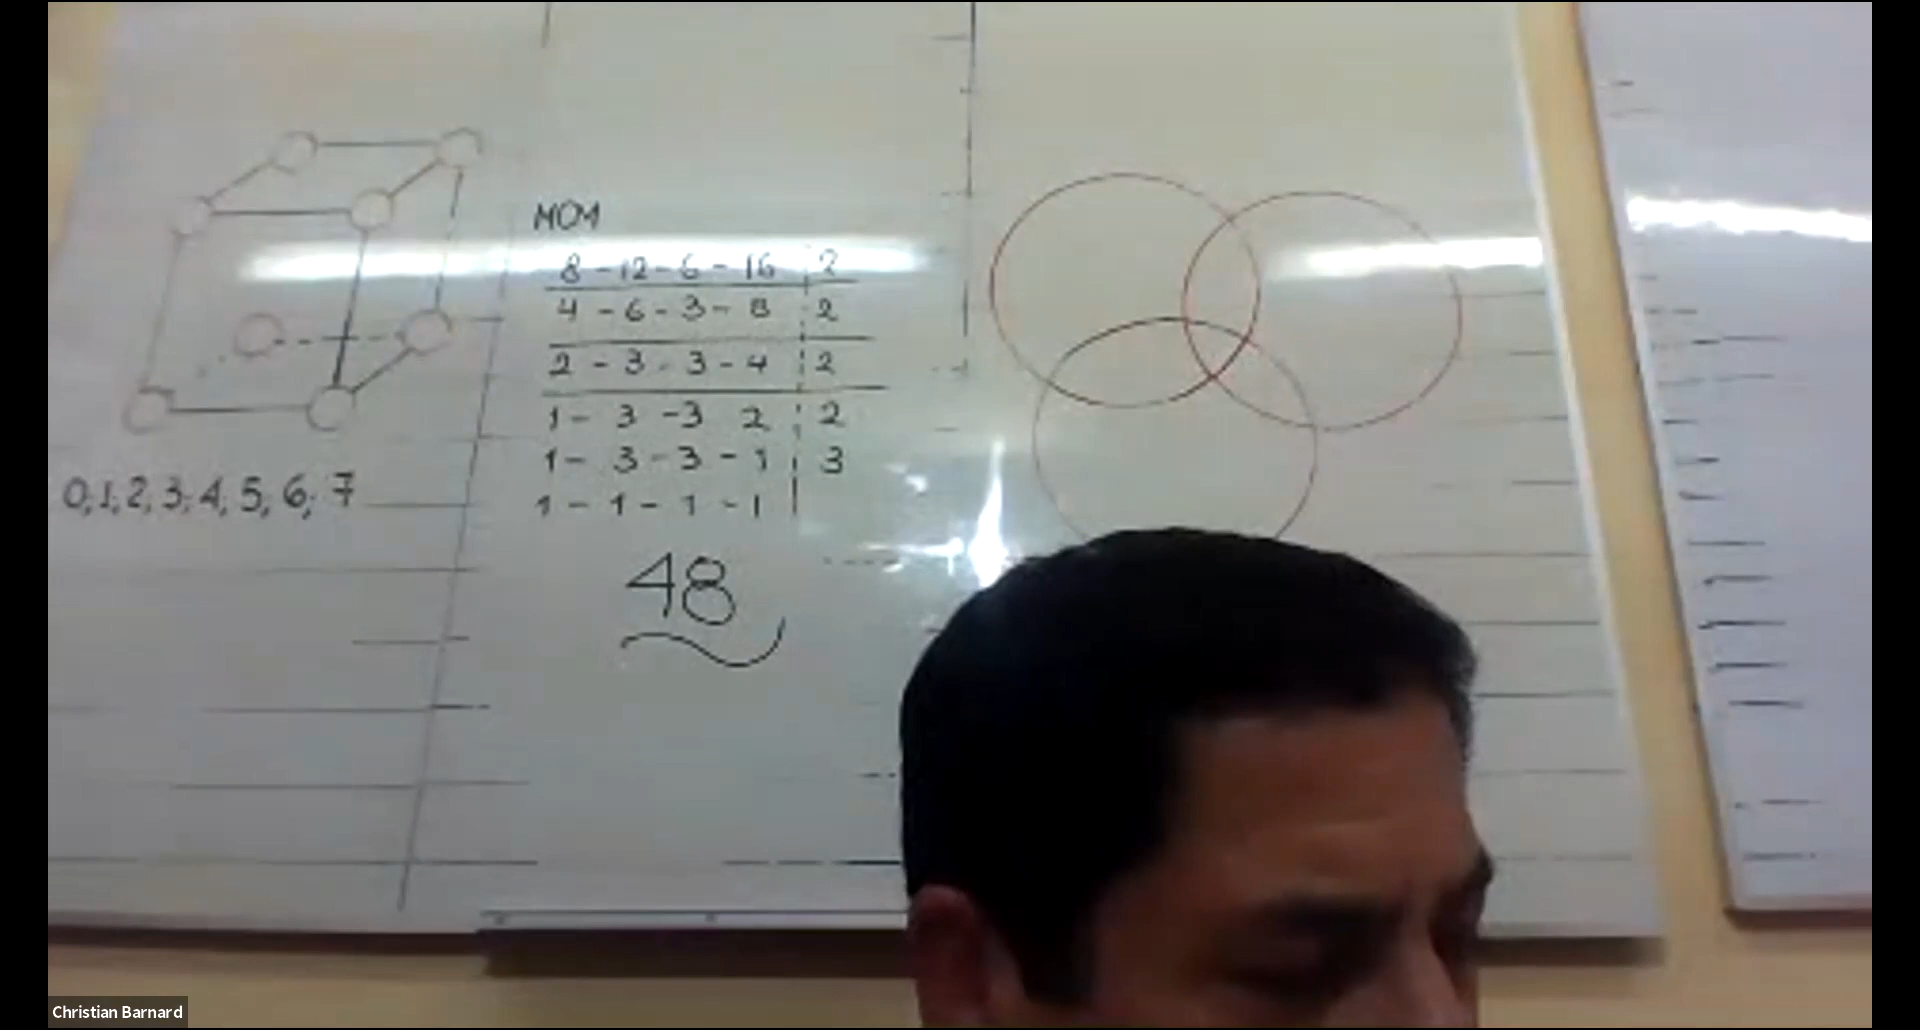 MCM
8 - 12 - 6 - 16 | 2
4 - 6 - 3 - 8 | 2
2 - 3 - 3 - 4 | 2
1 - 3 - 3 2 | 2
1 - 3 - 3 - 1 | 3
1 - 1 - 1 - 1 |
48
0, 1, 2, 3, 4, 5, 6, 7
Christian Barnard